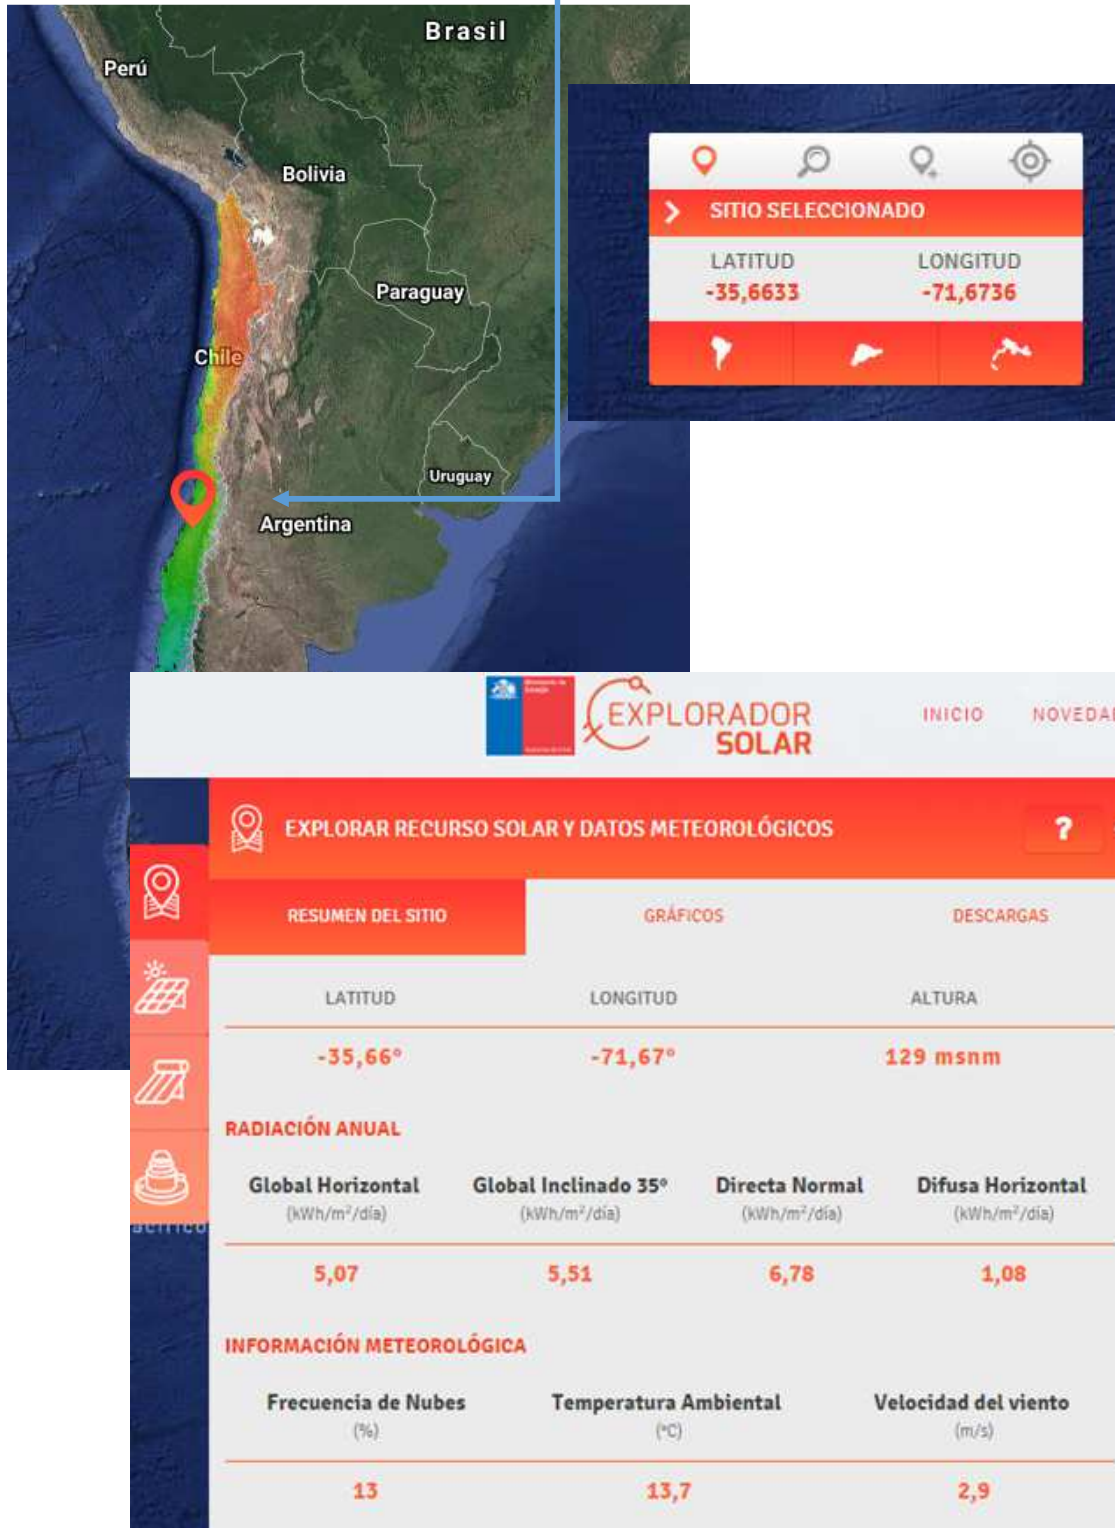 Brasil
Perú
Bolivia
Paraguay
Chile
Uruguay
Argentina
SITIO SELECCIONADO
LATITUD LONGITUD
-35,6633 -71,6736
EXPLORADOR
SOLAR
INICIO NOVEDA
EXPLORAR RECURSO SOLAR Y DATOS METEOROLÓGICOS ?
RESUMEN DEL SITIO GRÁFICOS DESCARGAS
LATITUD LONGITUD ALTURA
-35,66° -71,67° 129 msnm
RADIACIÓN ANUAL
Global Horizontal Global Inclinado 35° Directa Normal Difusa Horizontal
(kWh/m²/día) (kWh/m²/día) (kWh/m²/día) (kWh/m²/día)
5,07 5,51 6,78 1,08
INFORMACIÓN METEOROLÓGICA
Frecuencia de Nubes Temperatura Ambiental Velocidad del viento
(%) (°C) (m/s)
13 13,7 2,9